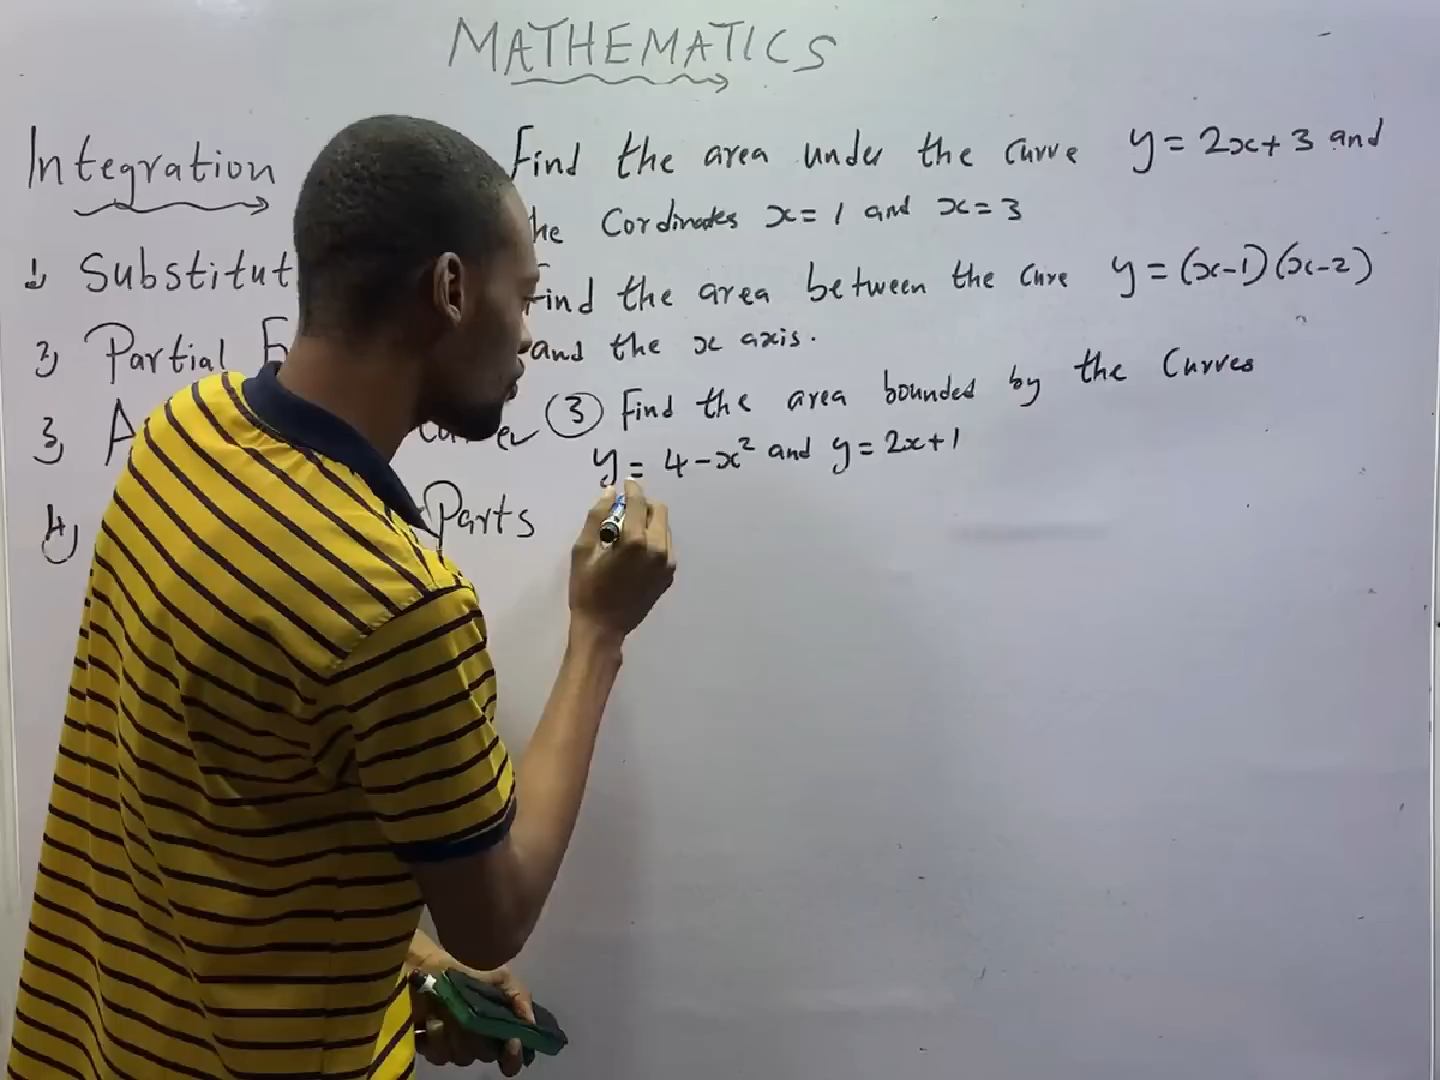 MATHEMATICS
Integration
1) Substitut
2) Partial
3)
4) Parts
Find the area under the curve y = 2x + 3 and
he Cordinates x = 1 and x = 3
Find the area between the Curve y = (x-1)(x-2)
and the x axis.
③ Find the area bounded by the Curves
y = 4 - x² and y = 2x + 1